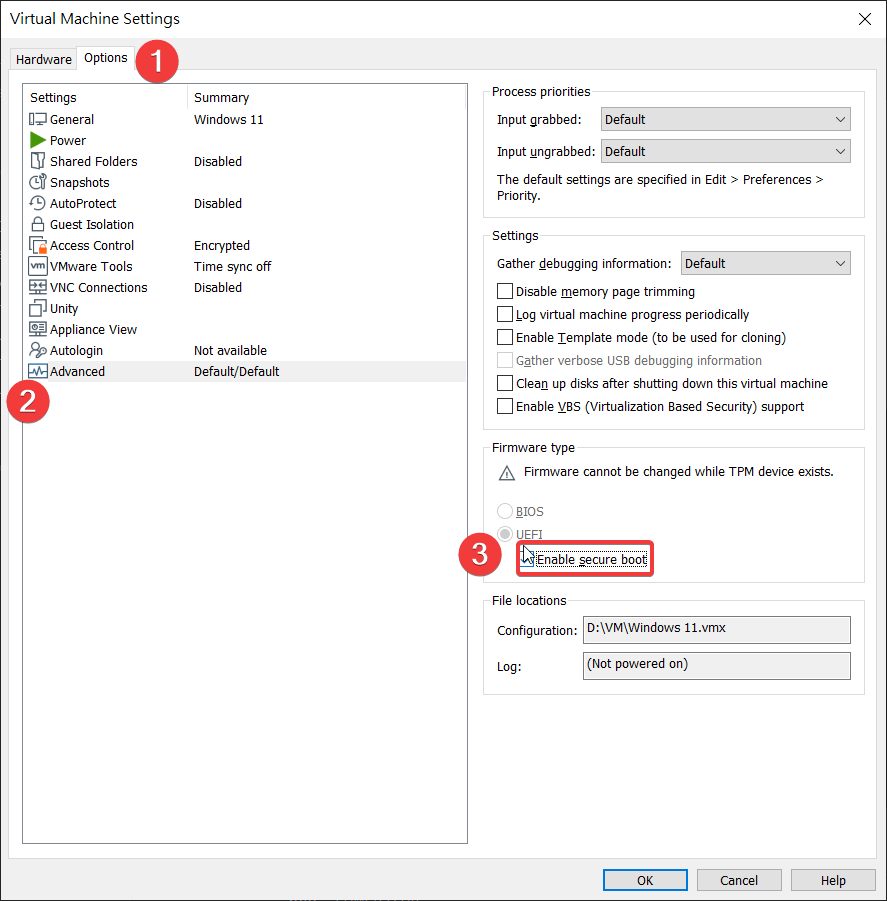 Virtual Machine Settings
Hardware
Options
1
Settings
Summary
General
Windows 11
Power
Shared Folders
Disabled
Snapshots
AutoProtect
Disabled
Guest Isolation
Access Control
Encrypted
vm
VMware Tools
Time sync off
VNC Connections
Disabled
Unity
Appliance View
Autologin
Not available
Advanced
Default/Default
2
Process priorities
Input grabbed:
Default
Input ungrabbed:
Default
The default settings are specified in Edit > Preferences >
Priority.
Settings
Gather debugging information:
Default
Disable memory page trimming
Log virtual machine progress periodically
Enable Template mode (to be used for cloning)
Gather verbose USB debugging information
Clean up disks after shutting down this virtual machine
Enable VBS (Virtualization Based Security) support
Firmware type
Firmware cannot be changed while TPM device exists.
BIOS
UEFI
3
Enable secure boot
File locations
Configuration:
D:\VM\Windows 11.vmx
Log:
(Not powered on)
OK
Cancel
Help